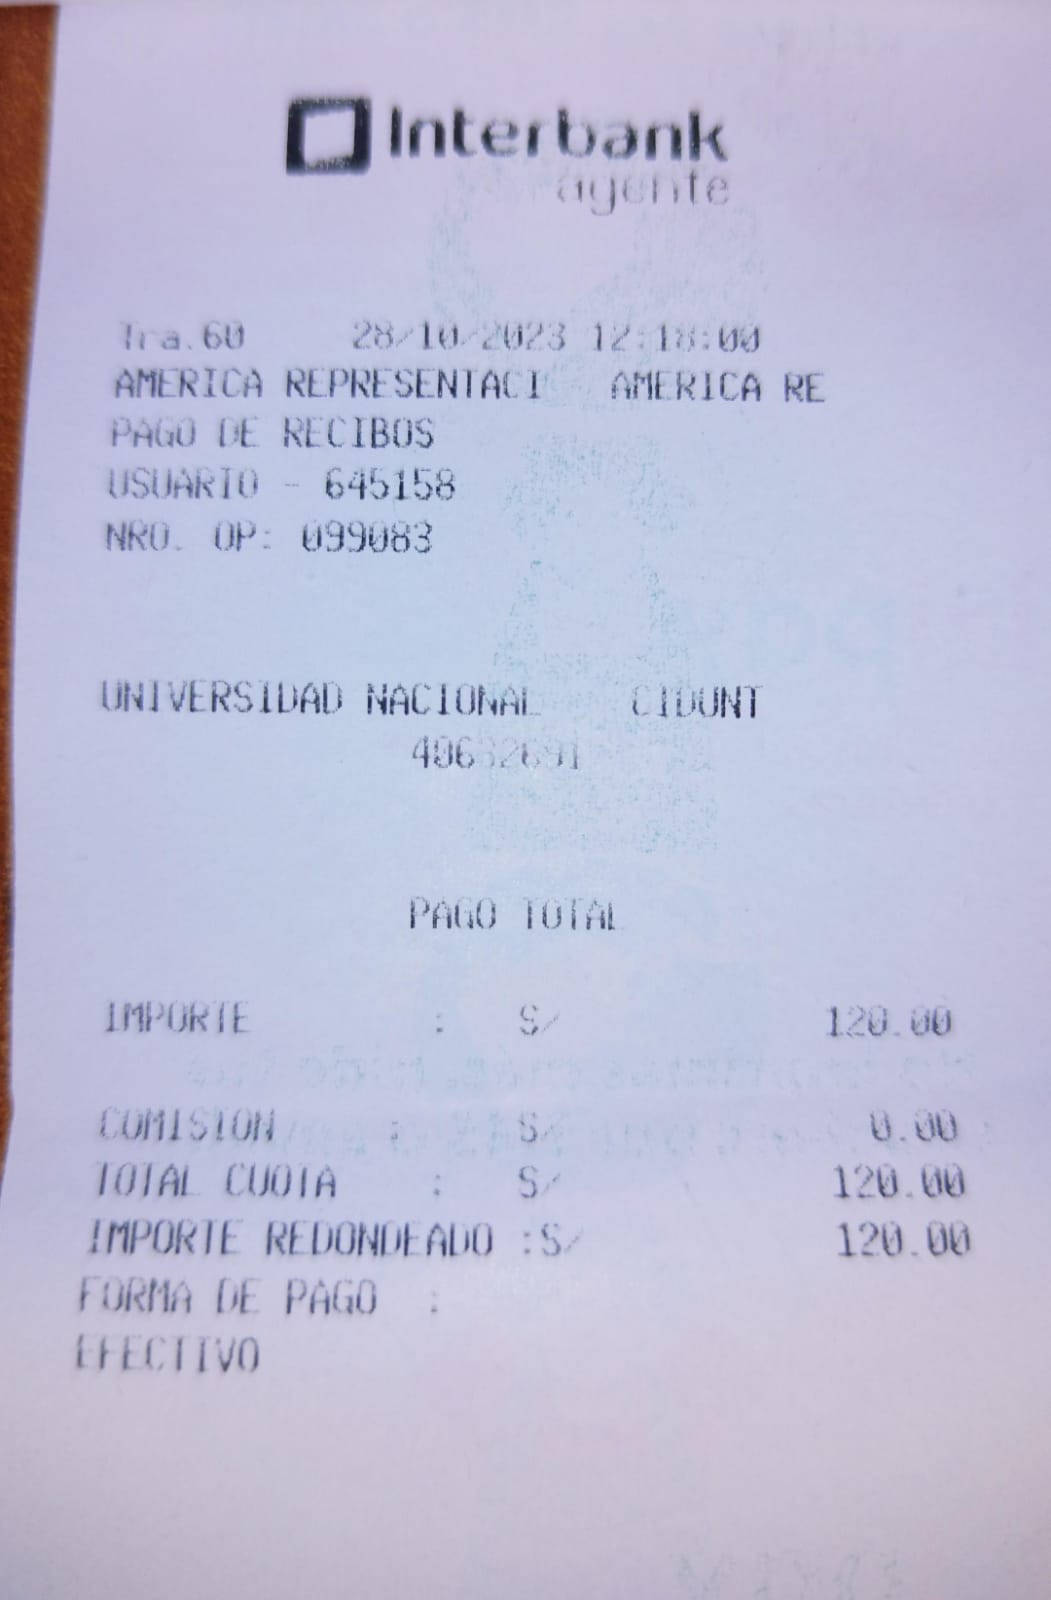 Interbank
agente
Tra.60 28/10/2023 12:18:00
AMERICA REPRESENTACI AMERICA RE
PAGO DE RECIBOS
USUARIO - 645158
NRO. OP: 099083
UNIVERSIDAD NACIONAL CIDUNT
PAGO TOTAL
IMPORTE : S/ 120.00
COMISION : S/ 0.00
TOTAL CUOTA : S/ 120.00
IMPORTE REDONDEADO :S/ 120.00
FORMA DE PAGO :
EFECTIVO